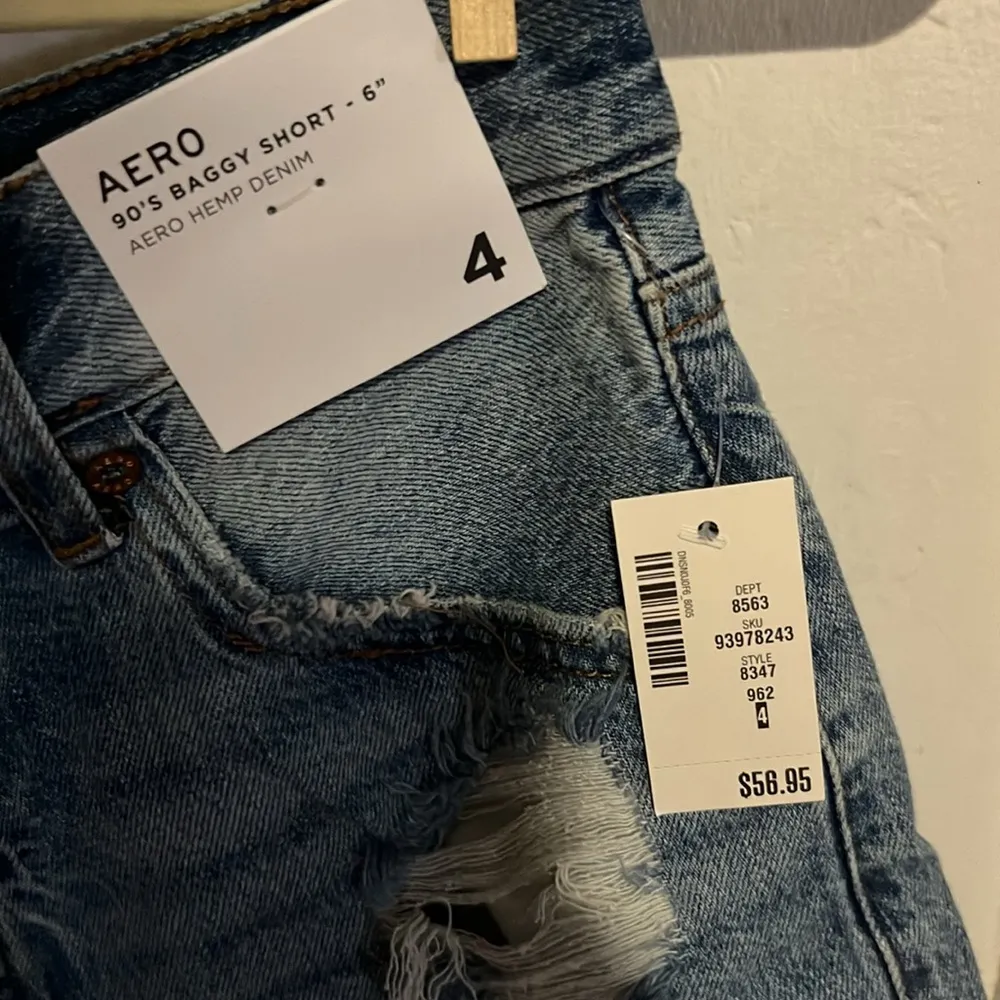 AERO
90'S BAGGY SHORT - 6"
AERO HEMP DENIM
4
DEPT
8563
SKU
93978243
STYLE
8347
962
4
$56.95